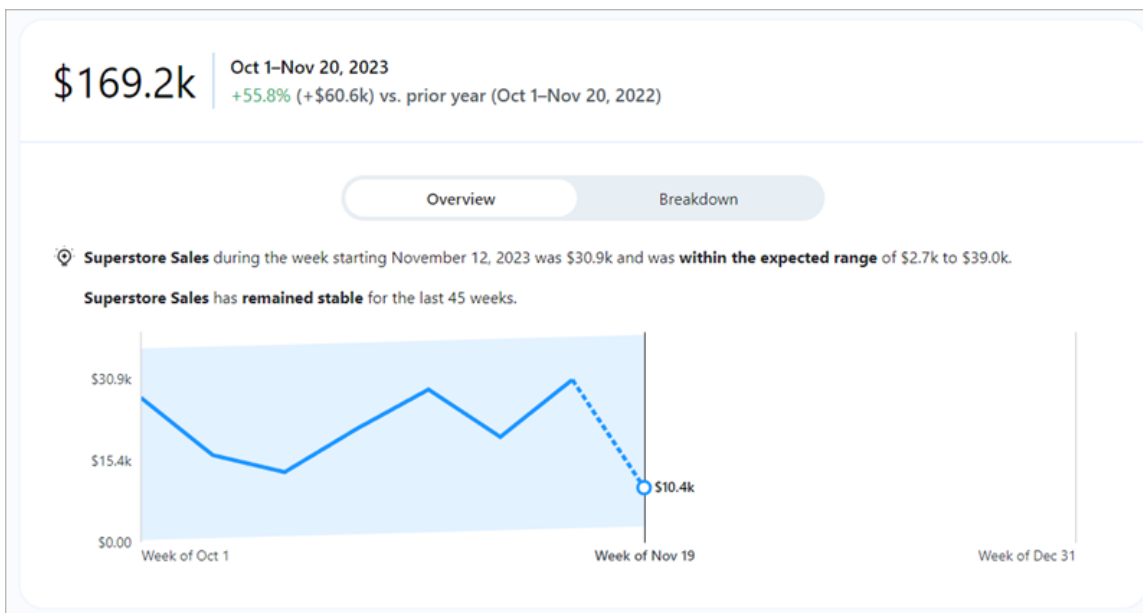 $169.2k
Oct 1–Nov 20, 2023
+55.8% (+$60.6k) vs. prior year (Oct 1–Nov 20, 2022)
Overview
Breakdown
Superstore Sales during the week starting November 12, 2023 was $30.9k and was within the expected range of $2.7k to $39.0k.
Superstore Sales has remained stable for the last 45 weeks.
$30.9k
$15.4k
$10.4k
$0.00
Week of Oct 1
Week of Nov 19
Week of Dec 31